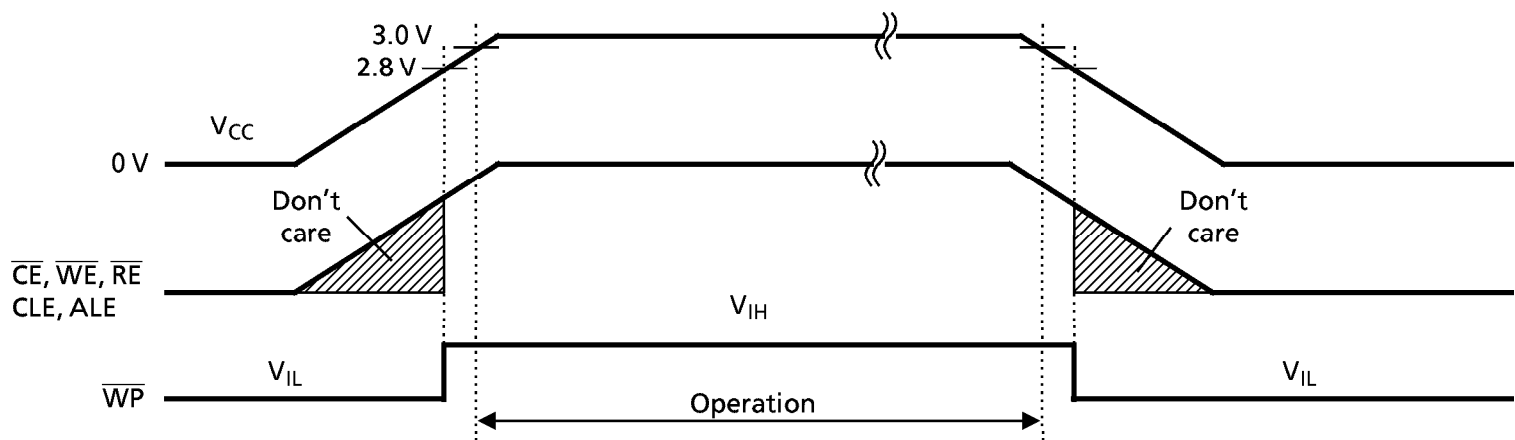 3.0 V
2.8 V
V_CC
0 V
Don't
care
Don't
care
C̅E̅, W̅E̅, R̅E̅
CLE, ALE
V_IH
V_IL
V_IL
W̅P̅
Operation